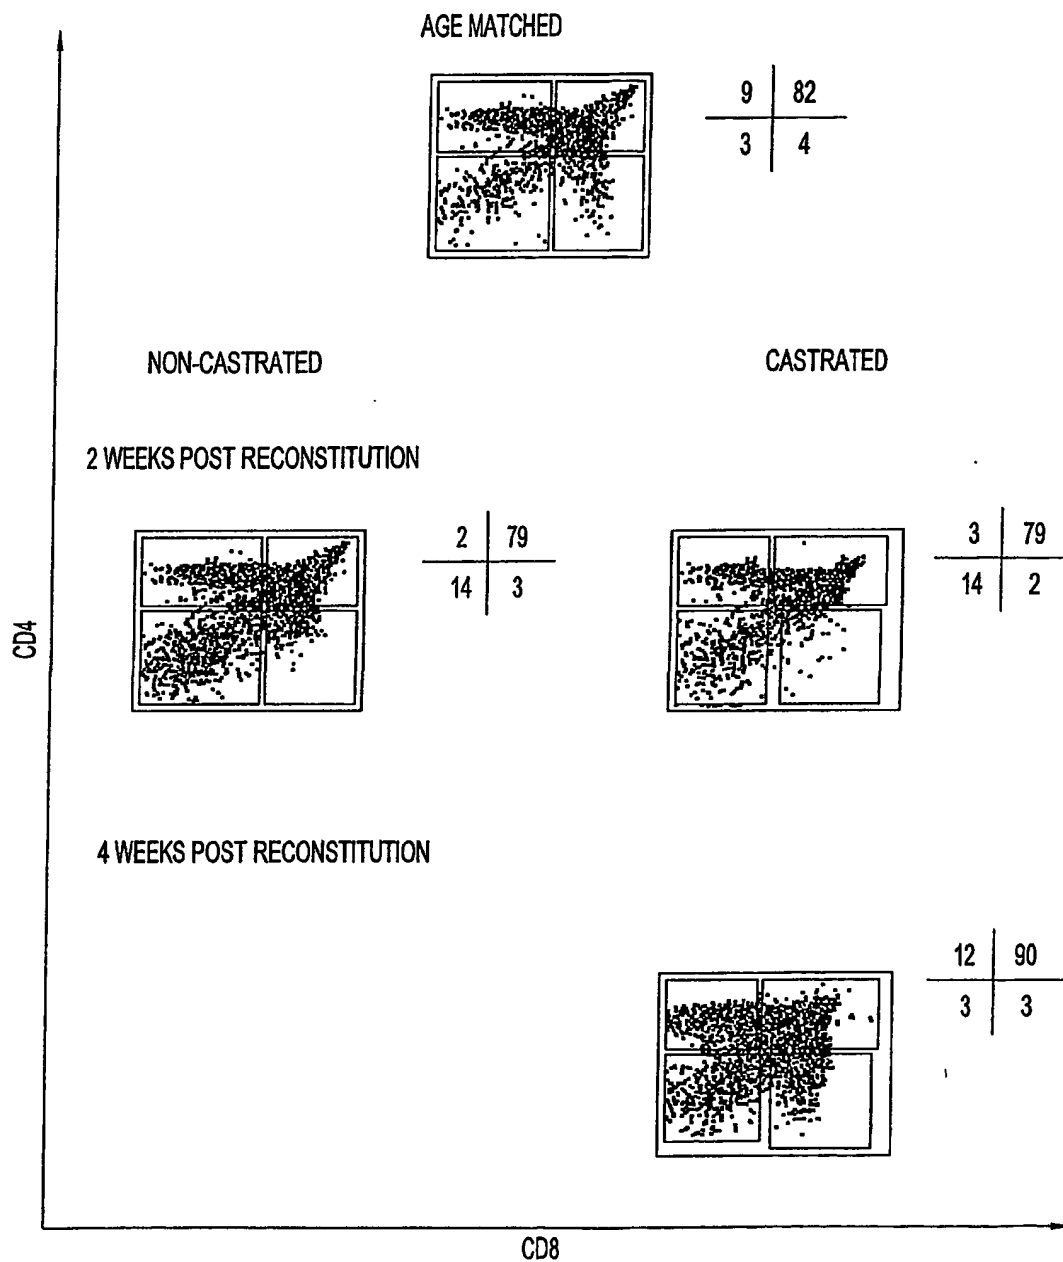 AGE MATCHED
9 82
3 4
NON-CASTRATED CASTRATED
2 WEEKS POST RECONSTITUTION
2 79
14 3
3 79
14 2
CD4
4 WEEKS POST RECONSTITUTION
12 90
3 3
CD8